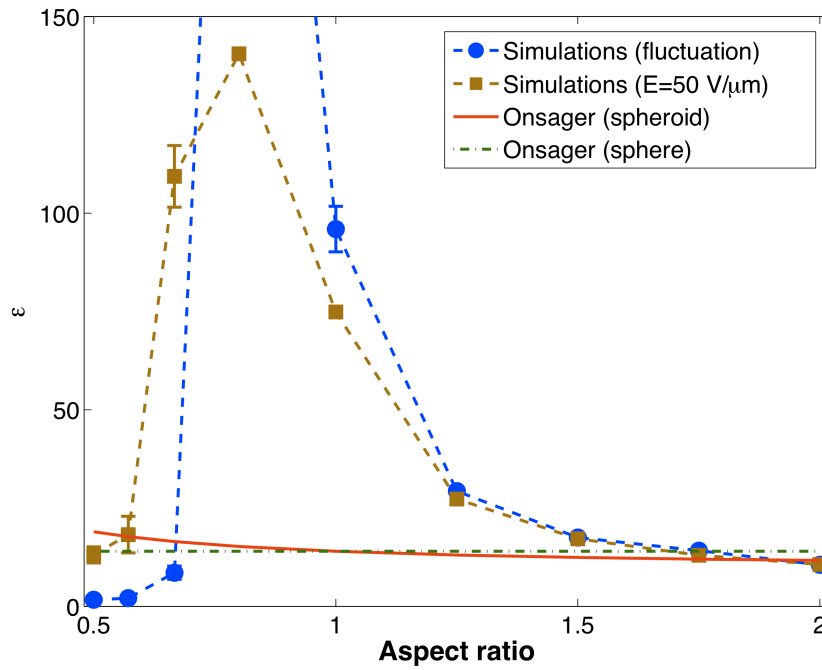 150
100
50
0
ε
0.5
1
1.5
2
Aspect ratio
Simulations (fluctuation)
Simulations (E=50 V/μm)
Onsager (spheroid)
Onsager (sphere)